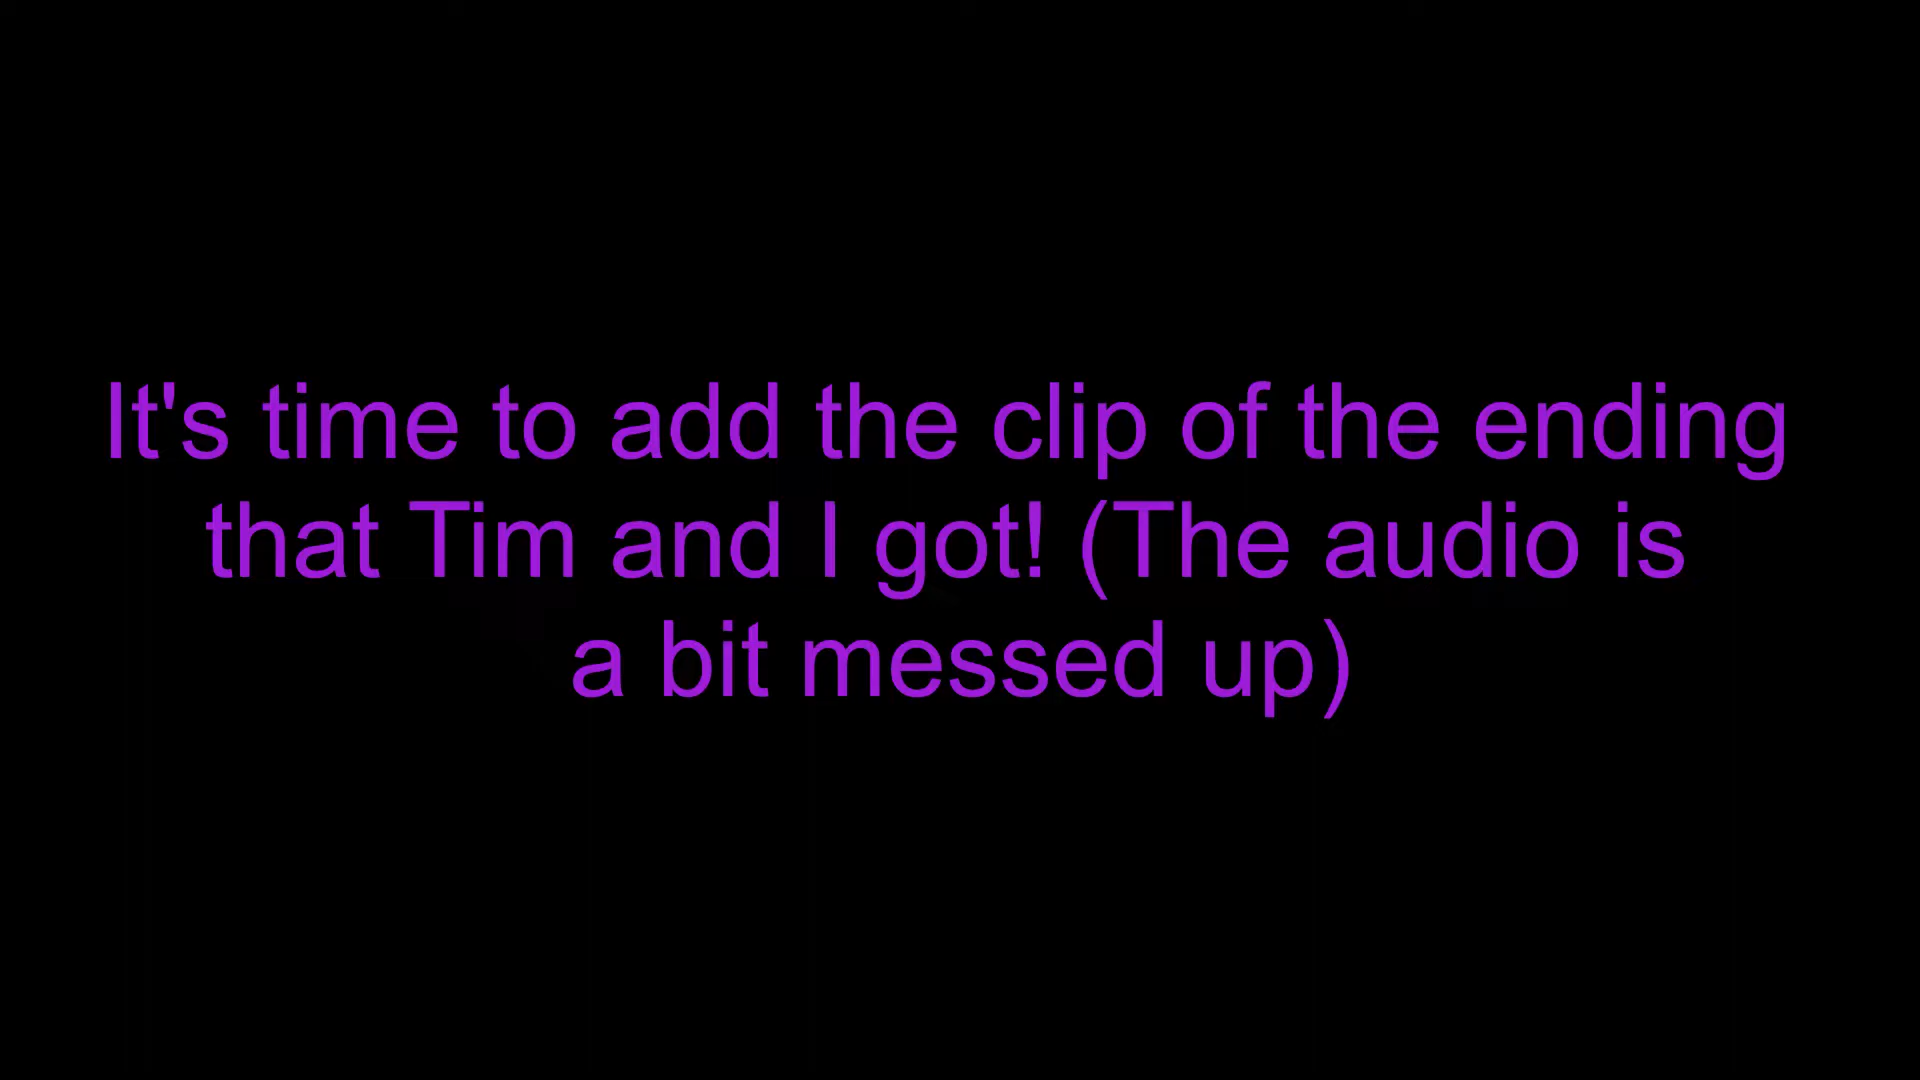 It's time to add the clip of the ending
that Tim and I got! (The audio is
a bit messed up)